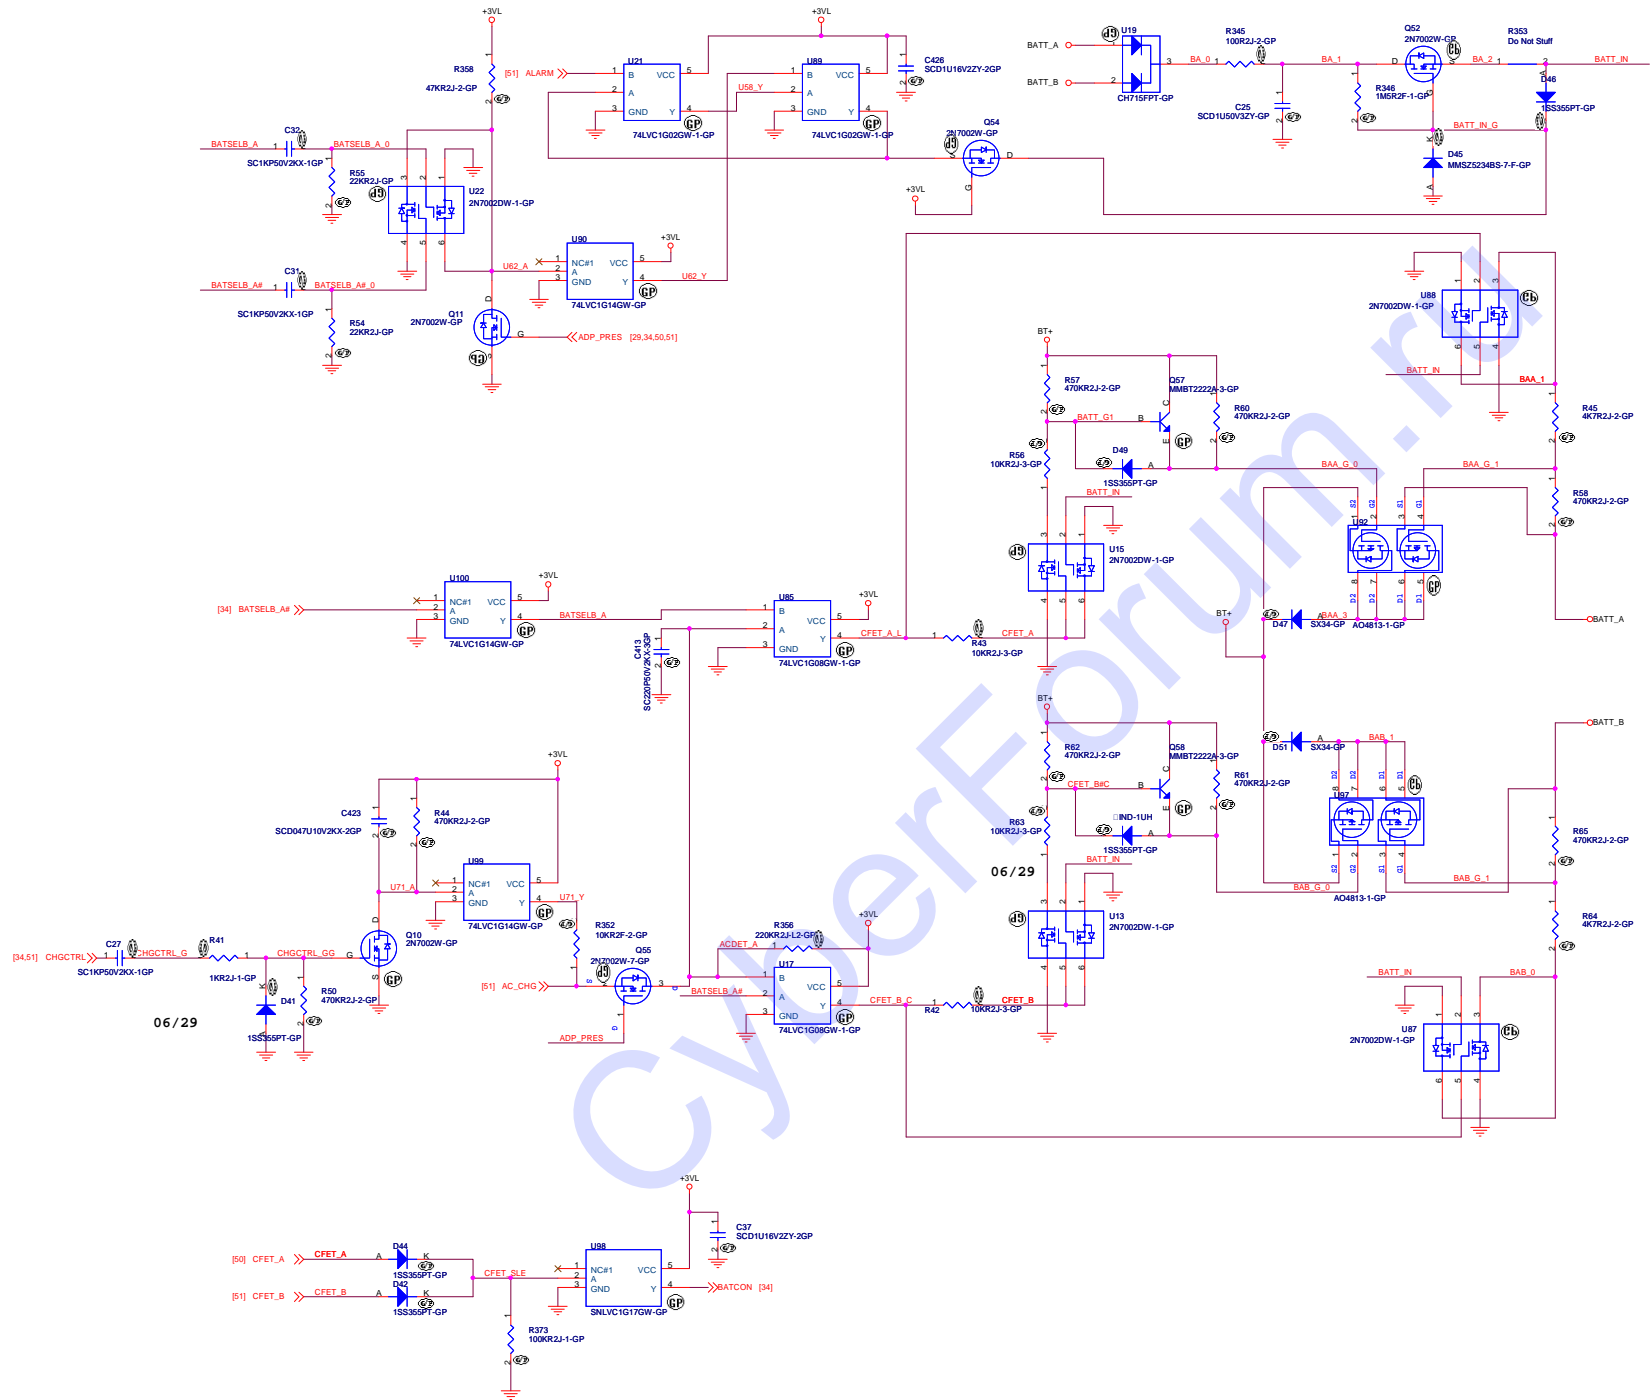 +3VL
R358
47KR2J-2-GP
[51] ALARM
U21
B
A
GND
VCC
Y
74LVC1G02GW-1-GP
U58_Y
+3VL
U89
B
A
GND
VCC
Y
74LVC1G02GW-1-GP
C426
SCD1U16V2ZY-2GP
BATT_A
BATT_B
U19
CH715FPT-GP
BA_0
R345
100R2J-2-GP
C25
SCD1U50V3ZY-GP
BA_1
R346
1M5R2F-1-GP
Q52
2N7002W-GP
BA_2
R353
Do Not Stuff
BATT_IN
D46
1SS355PT-GP
BATT_IN_G
D45
MMSZ5234BS-7-F-GP
Q54
2N7002W-GP
+3VL
BATSELB_A
C32
BATSELB_A_0
SC1KP50V2KX-1GP
R55
22KR2J-GP
U22
2N7002DW-1-GP
BATSELB_A#
C31
BATSELB_A#_0
SC1KP50V2KX-1GP
R54
22KR2J-GP
U62_A
U90
NC#1
A
GND
VCC
Y
74LVC1G14GW-GP
+3VL
U62_Y
Q11
2N7002W-GP
ADP_PRES [29,34,50,51]
U88
2N7002DW-1-GP
BATT_IN
BAA_1
R45
4K7R2J-2-GP
BT+
R57
470KR2J-2-GP
Q57
MMBT2222A-3-GP
R60
470KR2J-2-GP
BATT_G1
R56
10KR2J-3-GP
D49
1SS355PT-GP
BATT_IN
U15
2N7002DW-1-GP
BAA_G_0
BAA_G_1
R58
470KR2J-2-GP
U92
AO4813-1-GP
BT+
D47
SX34-GP
BAA_3
BATT_A
[34] BATSELB_A#
U100
NC#1
A
GND
VCC
Y
74LVC1G14GW-GP
+3VL
BATSELB_A
C413
SC220P50V2KX-3GP
U85
B
A
GND
VCC
Y
74LVC1G08GW-1-GP
+3VL
CFET_A_L
R43
10KR2J-3-GP
CFET_A
BT+
R62
470KR2J-2-GP
Q58
MMBT2222A-3-GP
R61
470KR2J-2-GP
CFET_B#C
R63
10KR2J-3-GP
□IND-1UH
1SS355PT-GP
BATT_IN
06/29
U13
2N7002DW-1-GP
D51
SX34-GP
BAB_1
U97
AO4813-1-GP
BAB_G_0
BAB_G_1
BATT_B
R65
470KR2J-2-GP
R64
4K7R2J-2-GP
+3VL
C423
SCD047U10V2KX-2GP
R44
470KR2J-2-GP
U71_A
U99
NC#1
A
GND
VCC
Y
74LVC1G14GW-GP
U71_Y
R352
10KR2F-2-GP
Q55
2N7002W-7-GP
[51] AC_CHG
ADP_PRES
[34,51] CHGCTRL
C27
SC1KP50V2KX-1GP
CHGCTRL_G
R41
1KR2J-1-GP
CHGCTRL_GG
Q10
2N7002W-GP
D41
1SS355PT-GP
R50
470KR2J-2-GP
06/29
ACDET_A
R356
220KR2J-L2-GP
+3VL
BATSELB_A#
U17
B
A
GND
VCC
Y
74LVC1G08GW-1-GP
CFET_B_C
R42
10KR2J-3-GP
CFET_B
BATT_IN
BAB_0
U87
2N7002DW-1-GP
+3VL
C37
SCD1U16V2ZY-2GP
[50] CFET_A
CFET_A
D44
1SS355PT-GP
[51] CFET_B
CFET_B
D42
1SS355PT-GP
CFET_SLE
R373
100KR2J-1-GP
U98
NC#1
A
GND
VCC
Y
SNLVC1G17GW-GP
BATCON [34]
CyberForum.ru